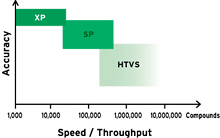 Accuracy
XP
SP
HTVS
1,000 10,000 100,000 1,000,000 10,000,000 Compounds
Speed / Throughput